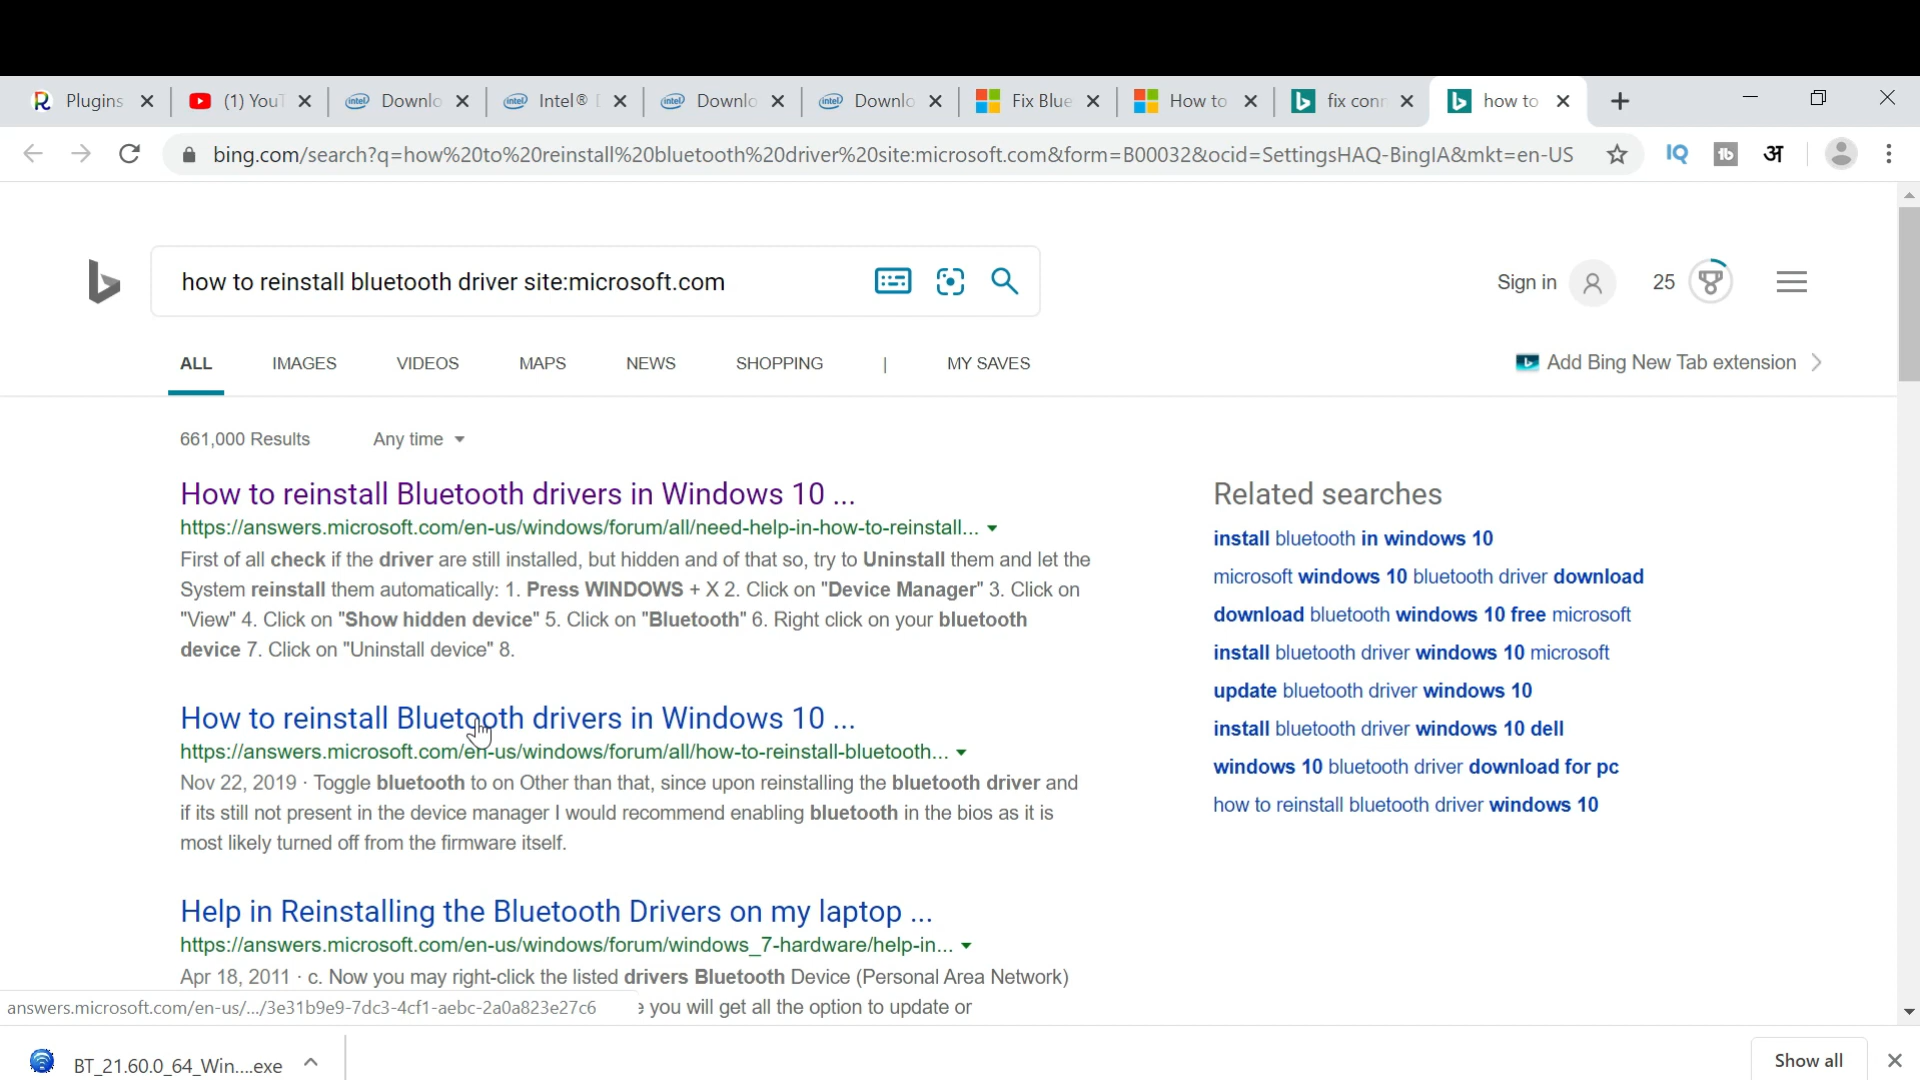 Plugins
(1) YouT
Downlo
Intel®
Downlo
Downlo
Fix Blue
How to
fix conn
how to
bing.com/search?q=how%20to%20reinstall%20bluetooth%20driver%20site:microsoft.com&form=B00032&ocid=SettingsHAQ-BingIA&mkt=en-US
IQ
tb
अ
how to reinstall bluetooth driver site:microsoft.com
Sign in
25
ALL IMAGES VIDEOS MAPS NEWS SHOPPING | MY SAVES
Add Bing New Tab extension
661,000 Results Any time
How to reinstall Bluetooth drivers in Windows 10 ...
https://answers.microsoft.com/en-us/windows/forum/all/need-help-in-how-to-reinstall...
First of all check if the driver are still installed, but hidden and of that so, try to Uninstall them and let the
System reinstall them automatically: 1. Press WINDOWS + X 2. Click on "Device Manager" 3. Click on
"View" 4. Click on "Show hidden device" 5. Click on "Bluetooth" 6. Right click on your bluetooth
device 7. Click on "Uninstall device" 8.
How to reinstall Bluetooth drivers in Windows 10 ...
https://answers.microsoft.com/en-us/windows/forum/all/how-to-reinstall-bluetooth...
Nov 22, 2019 · Toggle bluetooth to on Other than that, since upon reinstalling the bluetooth driver and
if its still not present in the device manager I would recommend enabling bluetooth in the bios as it is
most likely turned off from the firmware itself.
Help in Reinstalling the Bluetooth Drivers on my laptop ...
https://answers.microsoft.com/en-us/windows/forum/windows_7-hardware/help-in...
Apr 18, 2011 · c. Now you may right-click the listed drivers Bluetooth Device (Personal Area Network)
you will get all the option to update or
Related searches
install bluetooth in windows 10
microsoft windows 10 bluetooth driver download
download bluetooth windows 10 free microsoft
install bluetooth driver windows 10 microsoft
update bluetooth driver windows 10
install bluetooth driver windows 10 dell
windows 10 bluetooth driver download for pc
how to reinstall bluetooth driver windows 10
answers.microsoft.com/en-us/.../3e31b9e9-7dc3-4cf1-aebc-2a0a823e27c6
BT_21.60.0_64_Win....exe
Show all